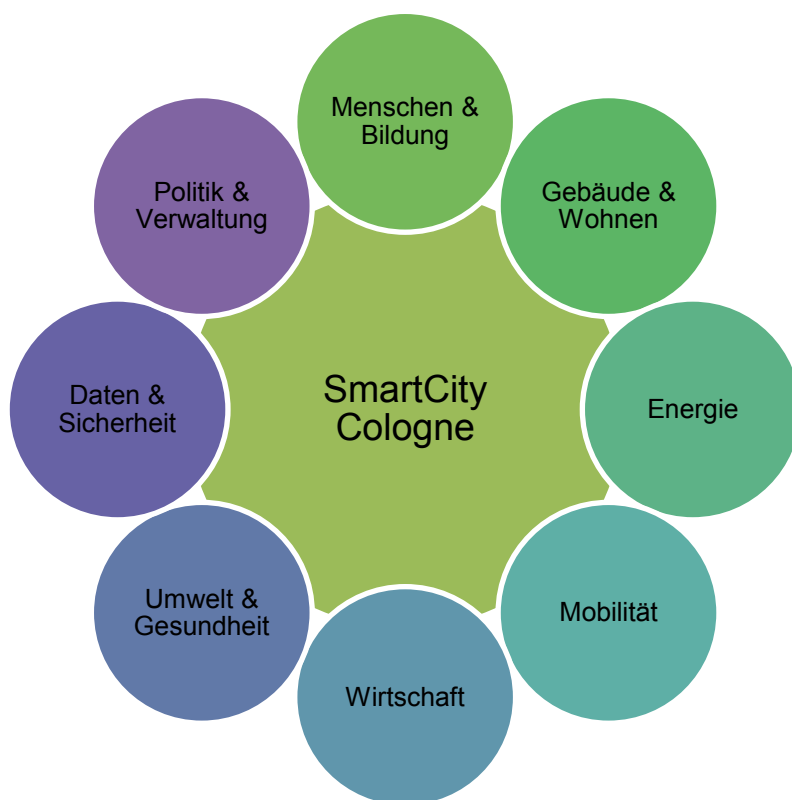 Menschen &
Bildung
Politik &
Verwaltung
Gebäude &
Wohnen
SmartCity
Cologne
Daten &
Sicherheit
Energie
Umwelt &
Gesundheit
Mobilität
Wirtschaft